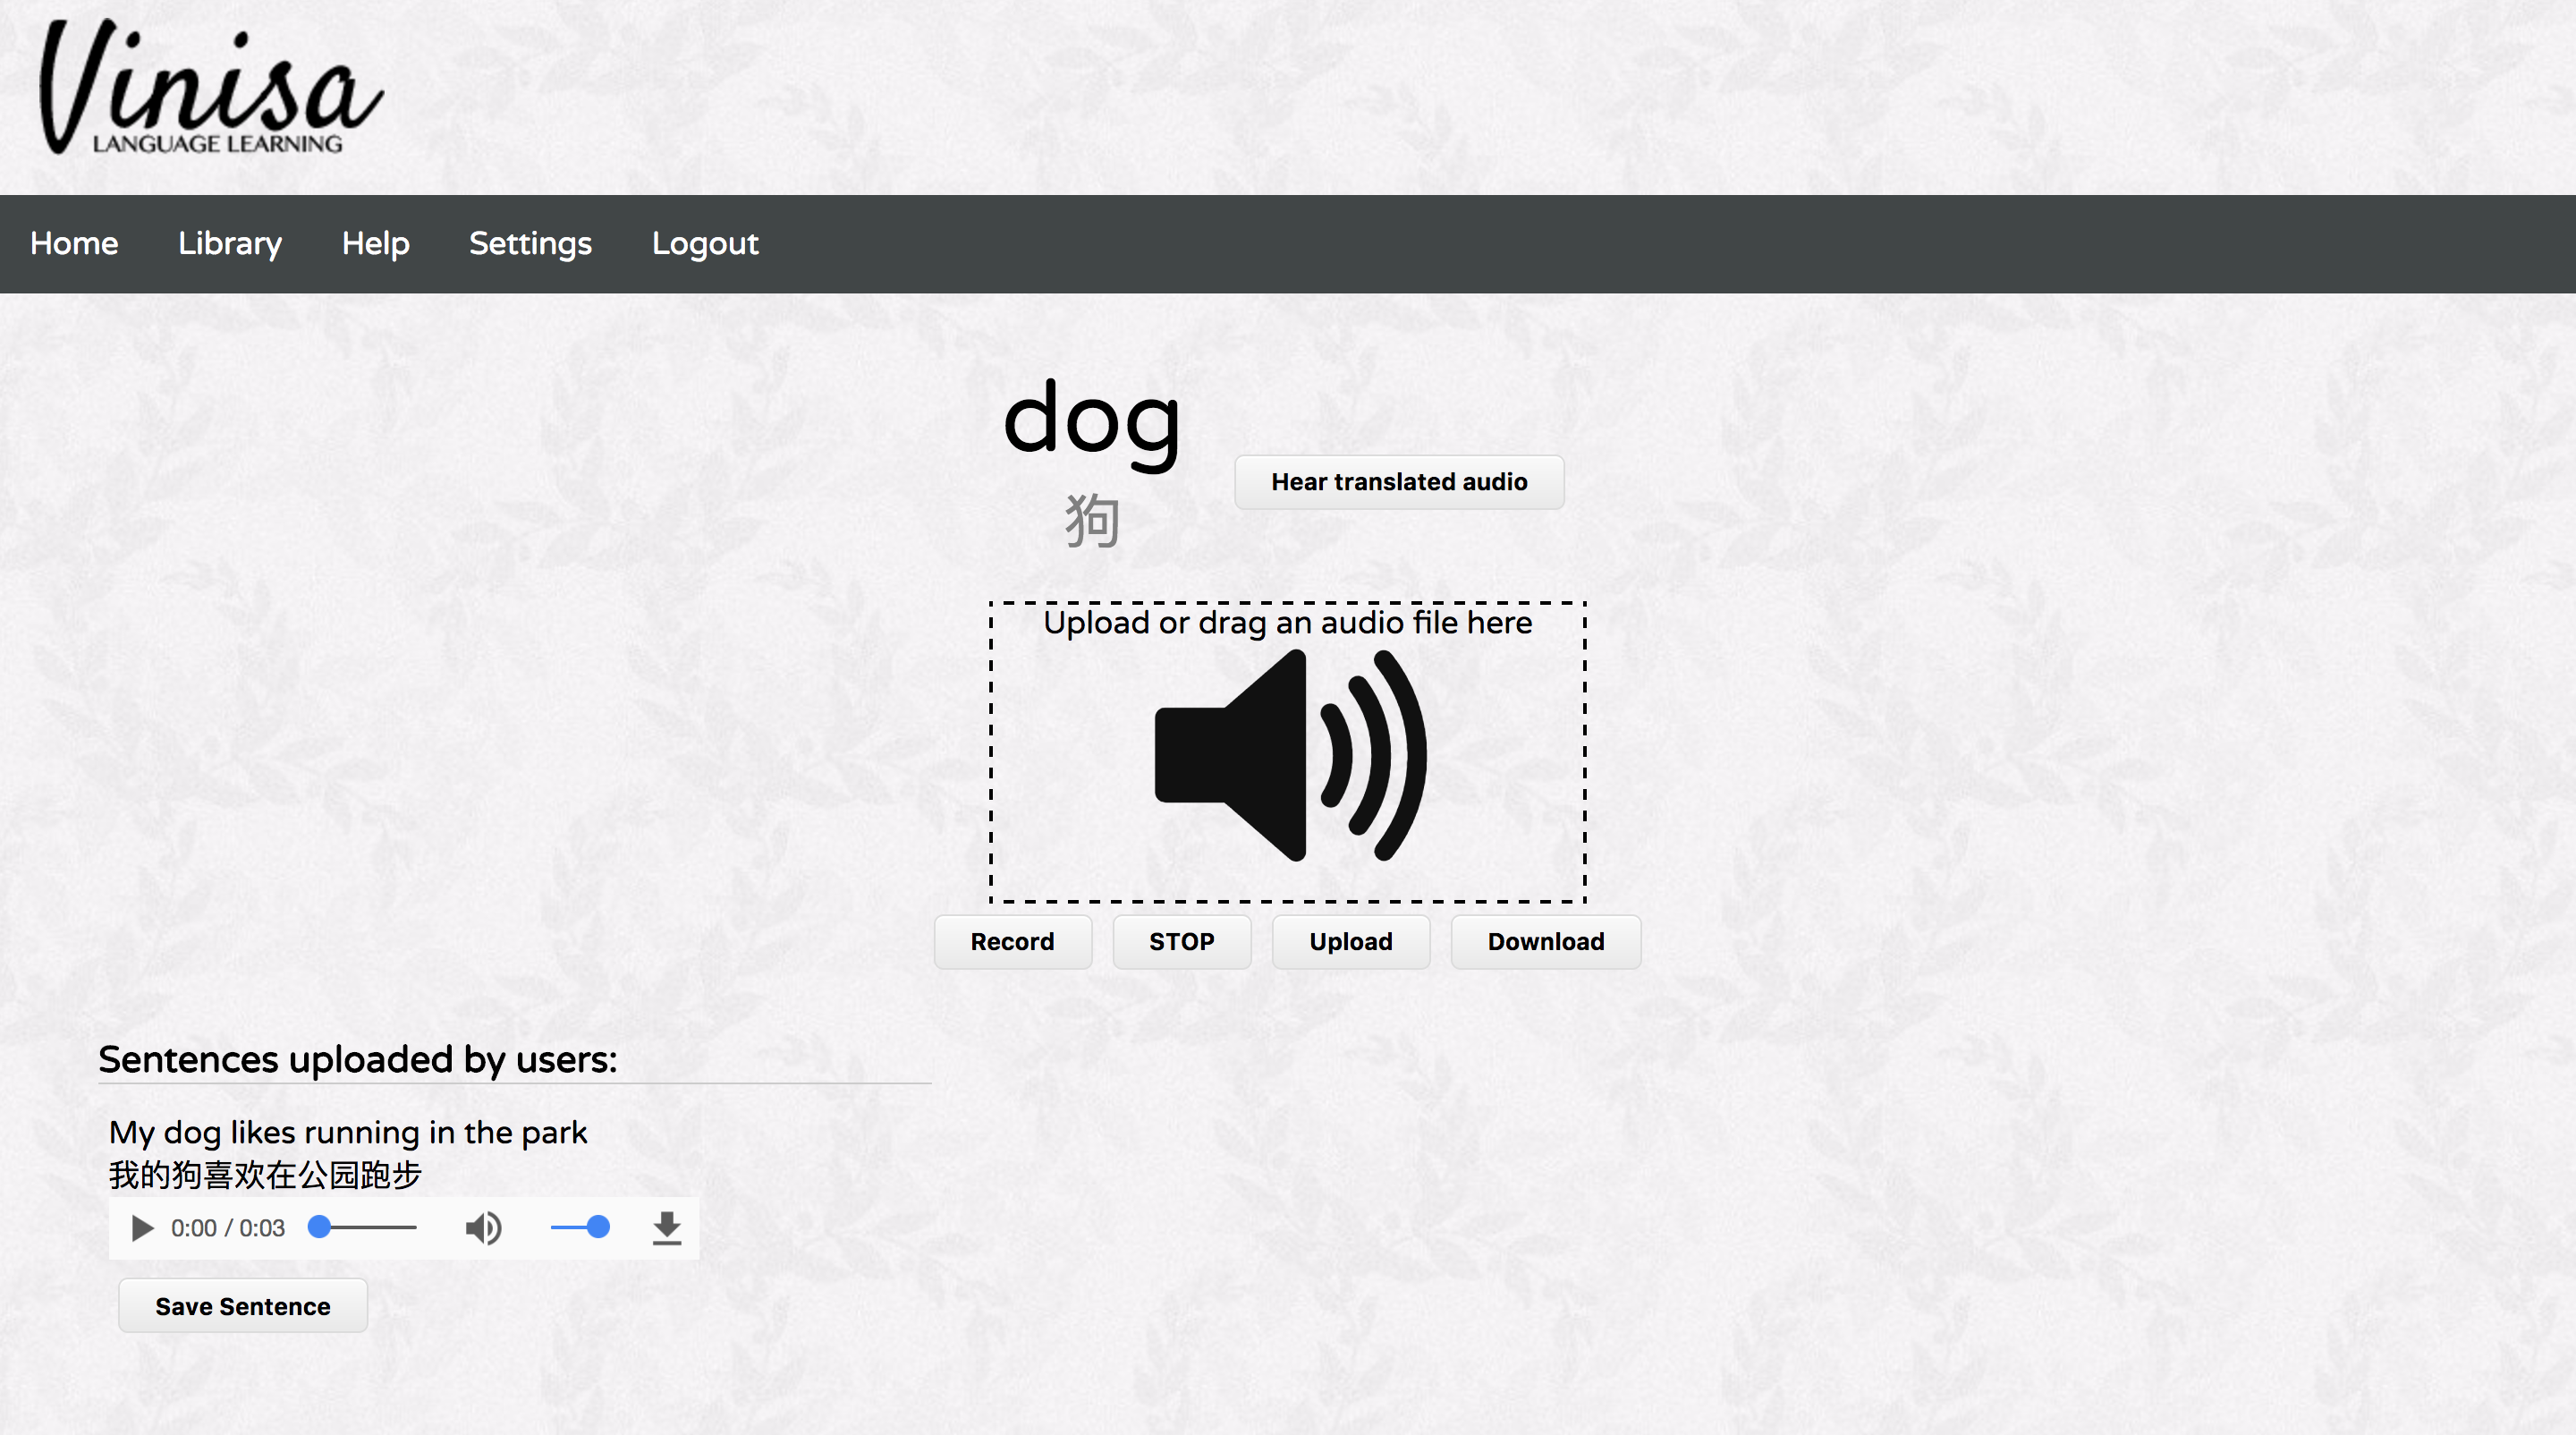 Vinisa
LANGUAGE LEARNING
Home Library Help Settings Logout
dog
狗
Hear translated audio
Upload or drag an audio file here
Record STOP Upload Download
Sentences uploaded by users:
My dog likes running in the park
我的狗喜欢在公园跑步
0:00 / 0:03
Save Sentence